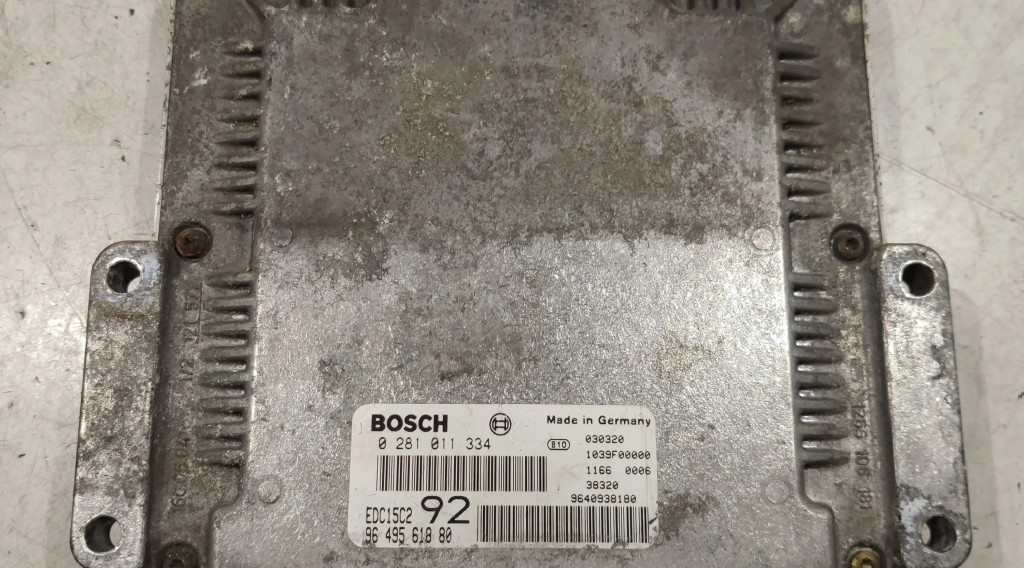 BOSCH
Made in Germany
0 281 011 334
B10
030320
1039F00000
1166 0006
38320
9640938180
EDC15C2 92
96 495 618 80